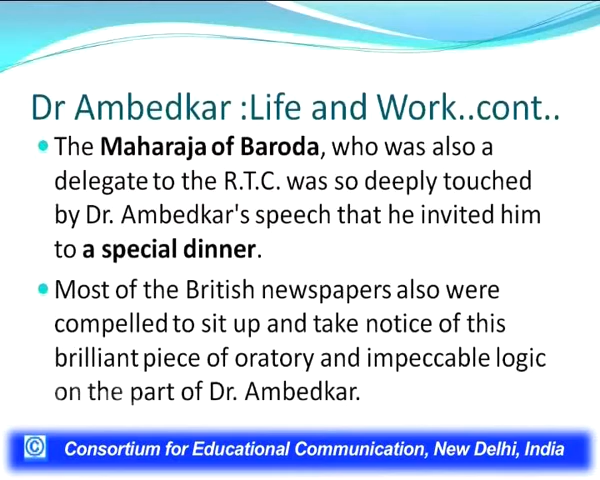 Dr Ambedkar :Life and Work..cont..
The Maharaja of Baroda, who was also a
delegate to the R.T.C. was so deeply touched
by Dr. Ambedkar's speech that he invited him
to a special dinner.
Most of the British newspapers also were
compelled to sit up and take notice of this
brilliant piece of oratory and impeccable logic
on the part of Dr. Ambedkar.
© Consortium for Educational Communication, New Delhi, India